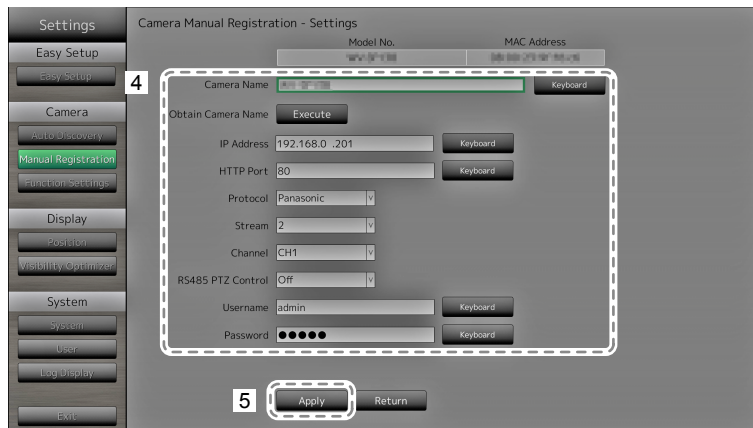 Settings
Camera Manual Registration - Settings
Model No. MAC Address
Easy Setup
Easy Setup
4
Camera Name Keyboard
Camera
Obtain Camera Name Execute
Auto Discovery
IP Address 192.168.0 .201 Keyboard
Manual Registration
HTTP Port 80 Keyboard
Function Settings
Protocol Panasonic
Display
Stream 2
Position
Channel CH1
Visibility Optimizer
RS485 PTZ Control Off
System
Username admin Keyboard
System
Password ●●●●● Keyboard
User
Log Display
5 Apply Return
Exit